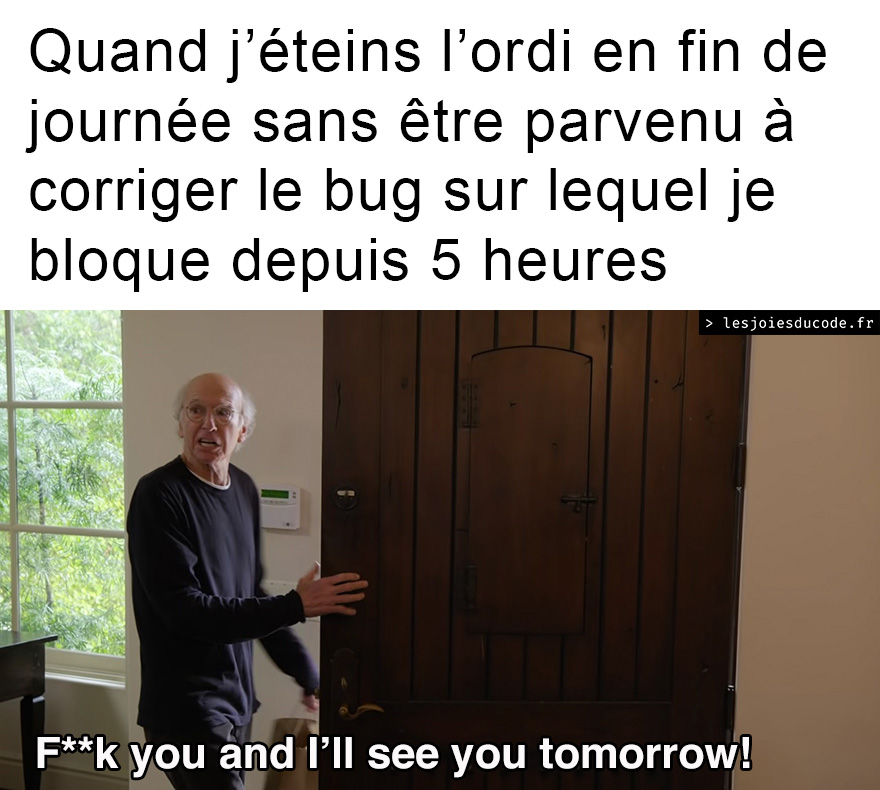 Quand j’éteins l’ordi en fin de
journée sans être parvenu à
corriger le bug sur lequel je
bloque depuis 5 heures
> lesjoiesducode.fr
F**k you and I’ll see you tomorrow!